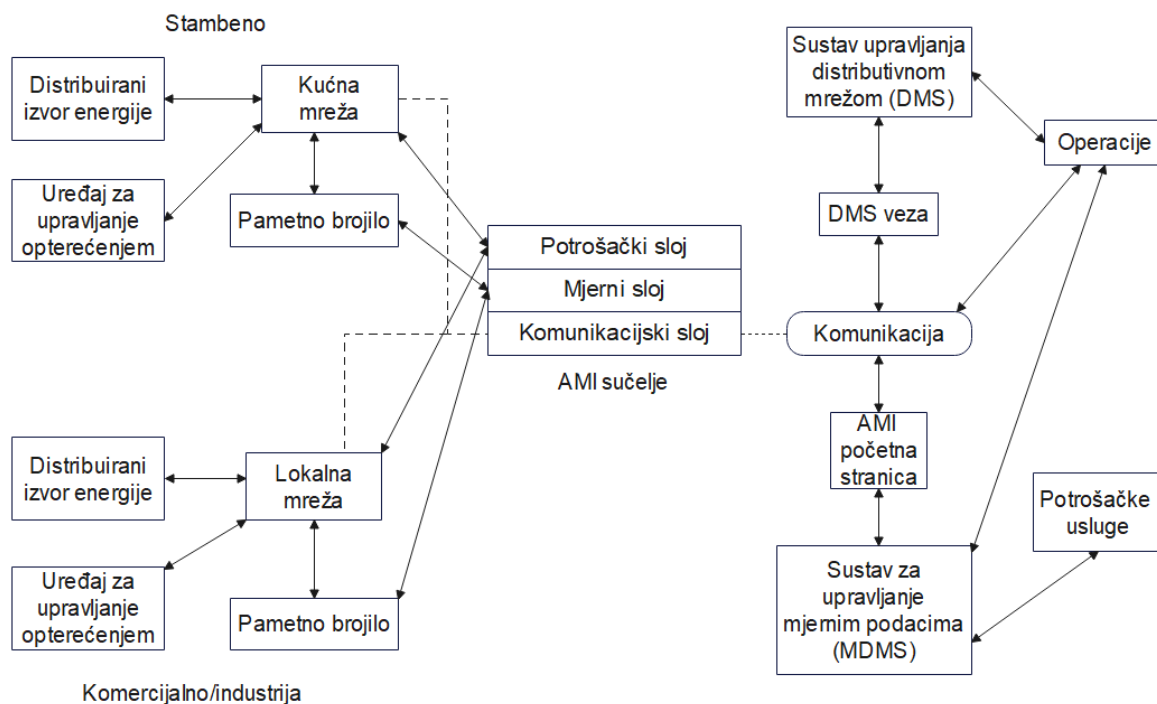 Stambeno
Distribuirani
izvor energije
Kućna
mreža
Uređaj za
upravljanje
opterećenjem
Pametno brojilo
Potrošački sloj
Mjerni sloj
Komunikacijski sloj
AMI sučelje
Distribuirani
izvor energije
Lokalna
mreža
Uređaj za
upravljanje
opterećenjem
Pametno brojilo
Komercijalno/industrija
Sustav upravljanja
distributivnom
mrežom (DMS)
Operacije
DMS veza
Komunikacija
AMI
početna
stranica
Potrošačke
usluge
Sustav za
upravljanje
mjernim podacima
(MDMS)